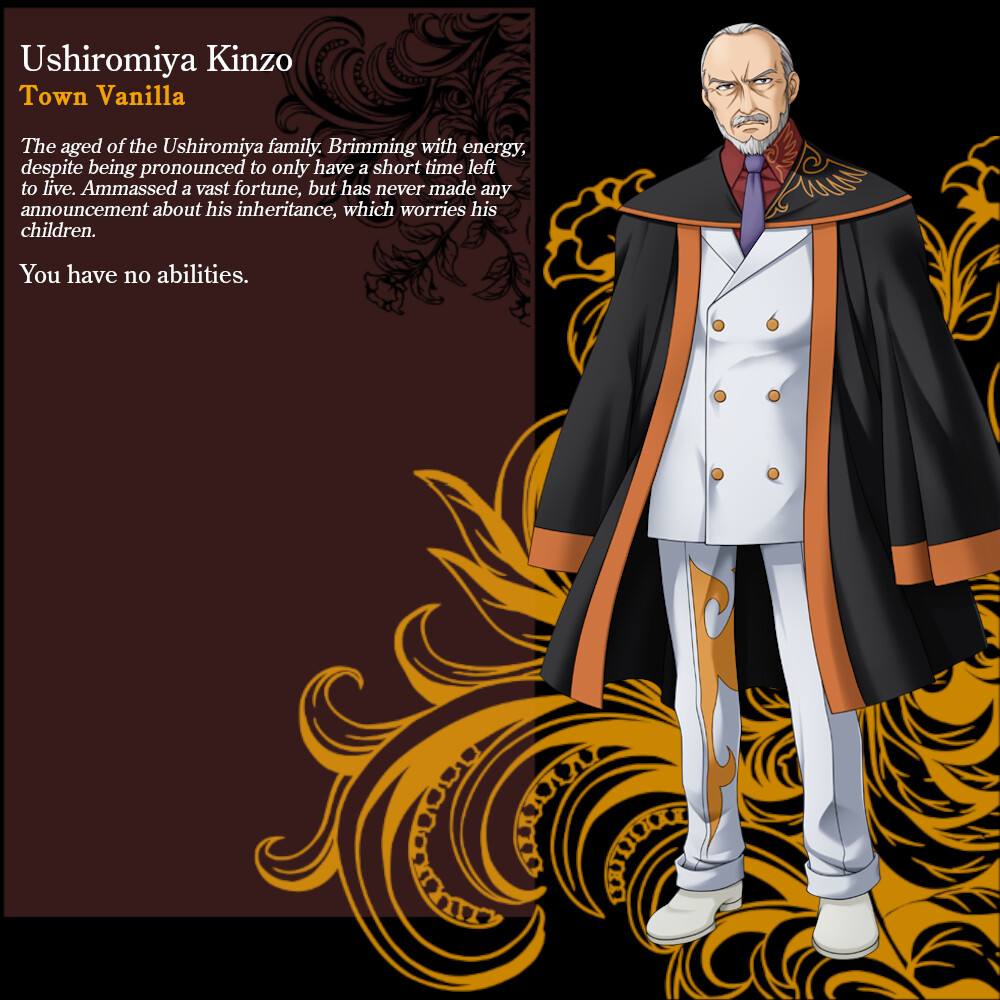 Ushiromiya Kinzo
Town Vanilla
The aged of the Ushiromiya family. Brimming with energy,
despite being pronounced to only have a short time left
to live. Ammassed a vast fortune, but has never made any
announcement about his inheritance, which worries his
children.
You have no abilities.